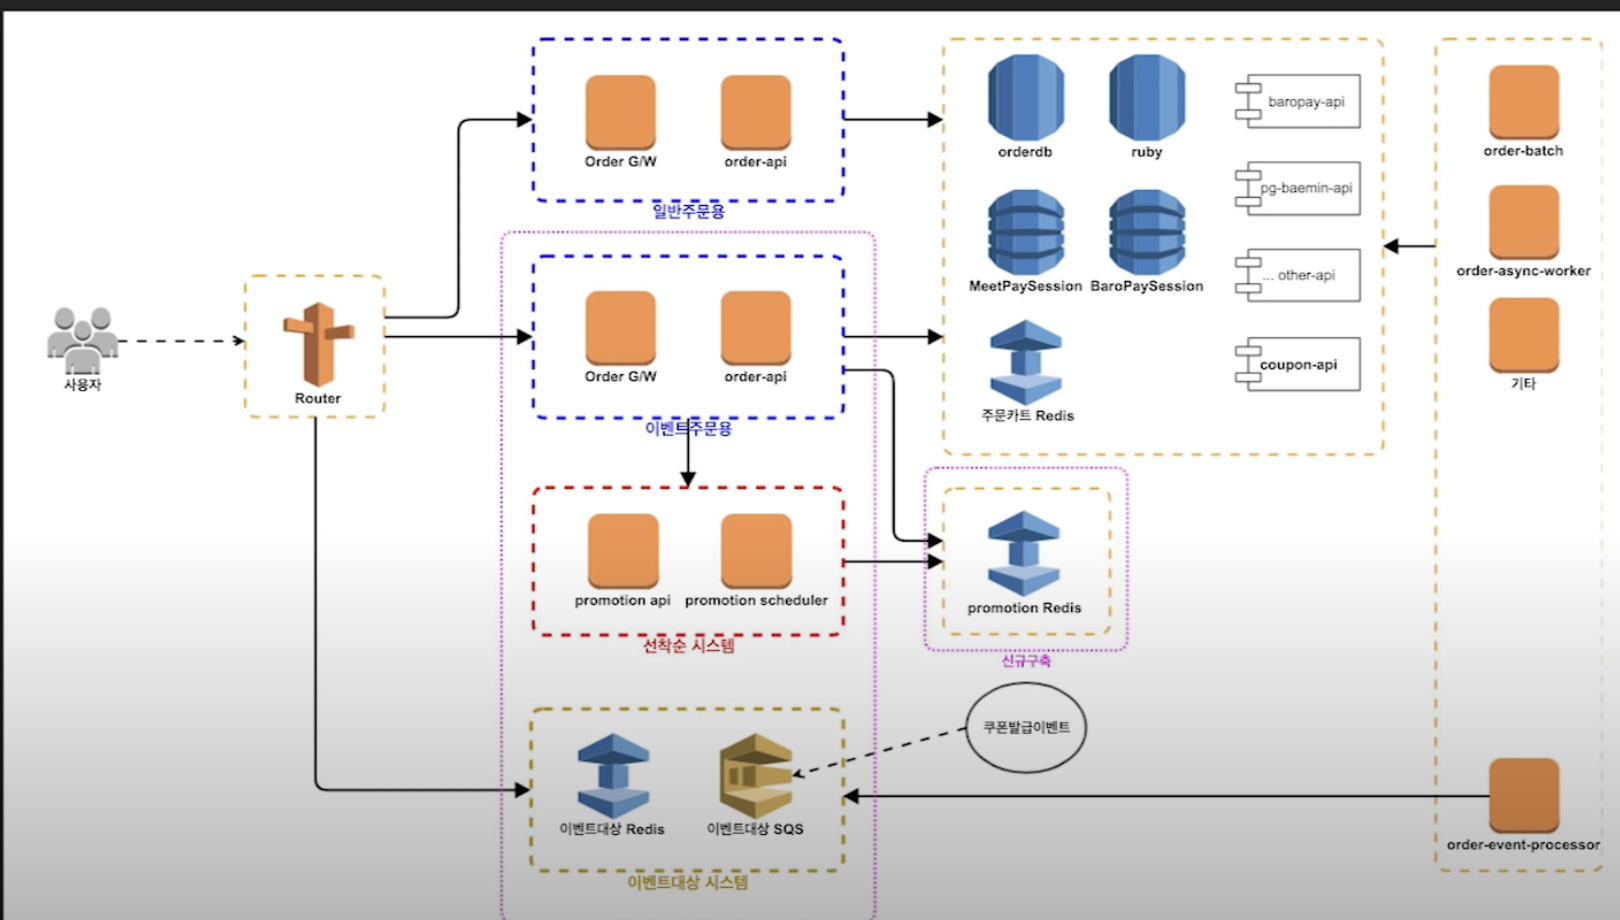 Order G/W
order-api
일반주문용
orderdb
ruby
baropay-api
pg-baemin-api
MeetPaySession
BaroPaySession
... other-api
주문카트 Redis
coupon-api
order-batch
order-async-worker
기타
사용자
Router
Order G/W
order-api
이벤트주문용
promotion api
promotion scheduler
선착순 시스템
promotion Redis
신규구축
쿠폰발급이벤트
이벤트대상 Redis
이벤트대상 SQS
이벤트대상 시스템
order-event-processor